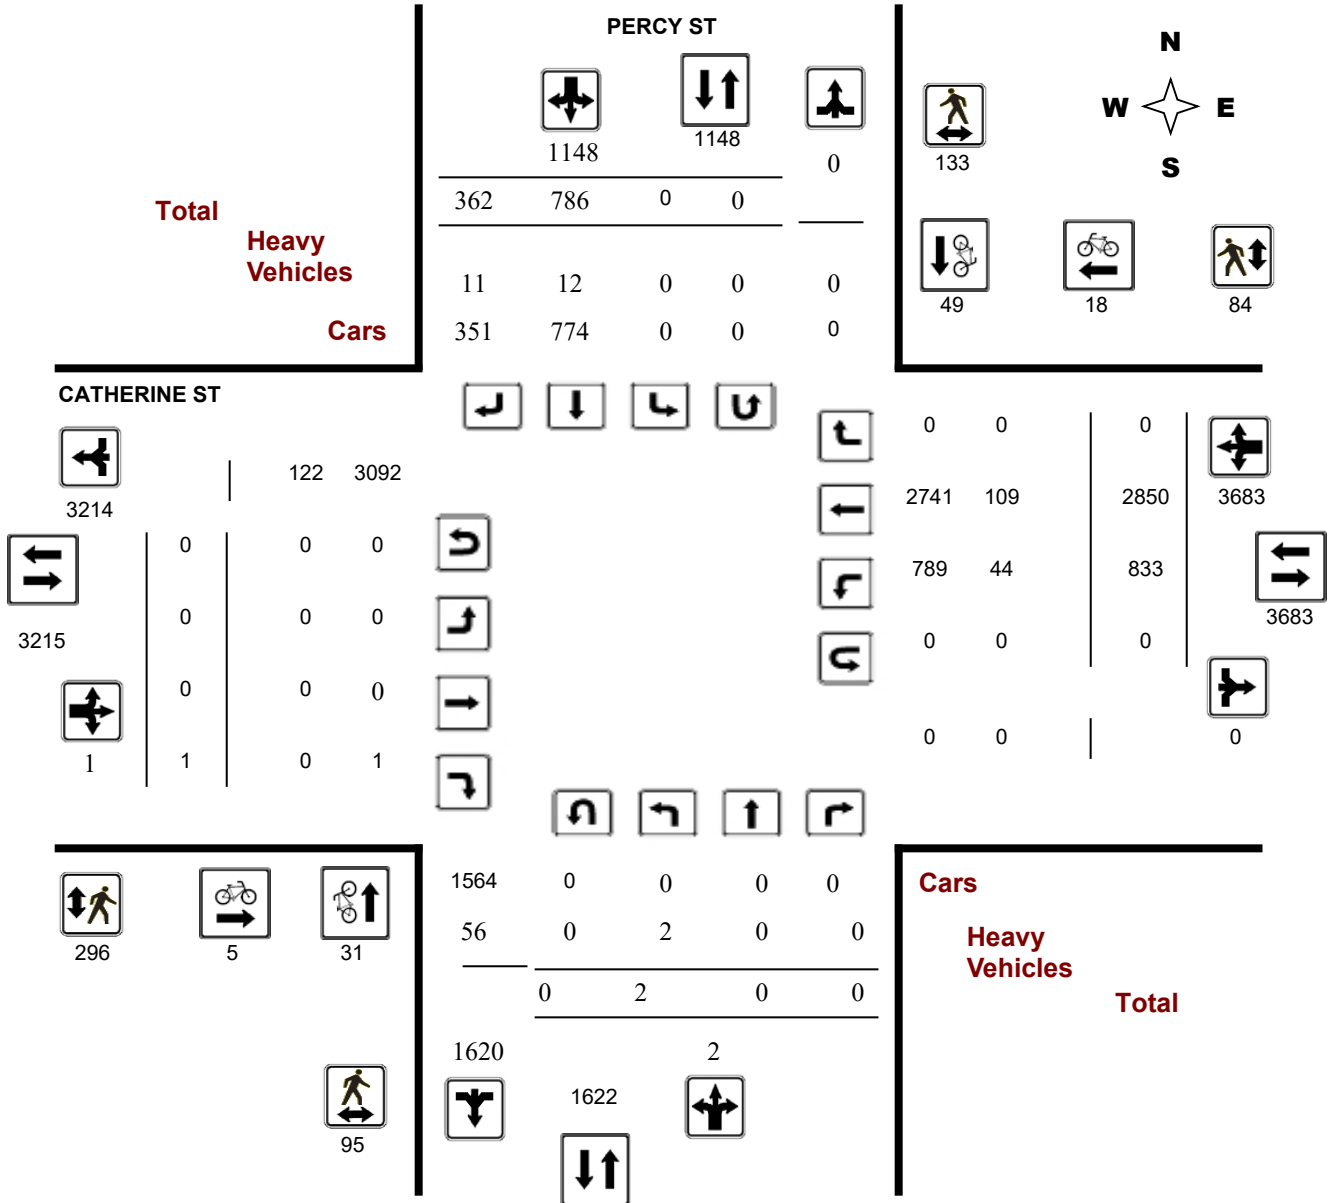 PERCY ST
N
W E
S
1148
1148
0
133
362 786 0 0
Total
Heavy
Vehicles
11 12 0 0 0
49 18 84
Cars
351 774 0 0 0
CATHERINE ST
0 0 0
122 3092
2741 109 2850 3683
3214
0 0 0
789 44 833
0 0 0
3683
3215
0 0 0
0 0 0
0 0 0
1 1 0 1
1564 0 0 0 0
Cars
56 0 2 0 0
Heavy
Vehicles
296 5 31
0 2 0 0
Total
1620 2
1622
95